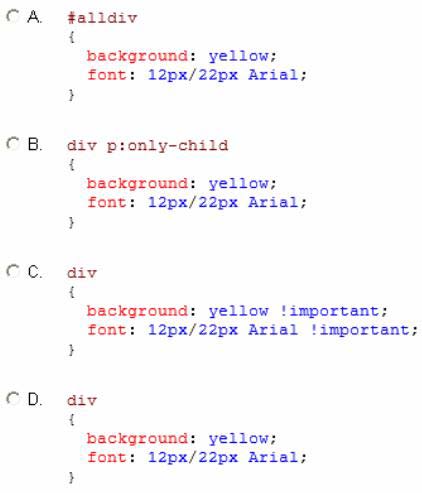 A. #alldiv
{
background: yellow;
font: 12px/22px Arial;
}
B. div p:only-child
{
background: yellow;
font: 12px/22px Arial;
}
C. div
{
background: yellow !important;
font: 12px/22px Arial !important;
}
D. div
{
background: yellow;
font: 12px/22px Arial;
}